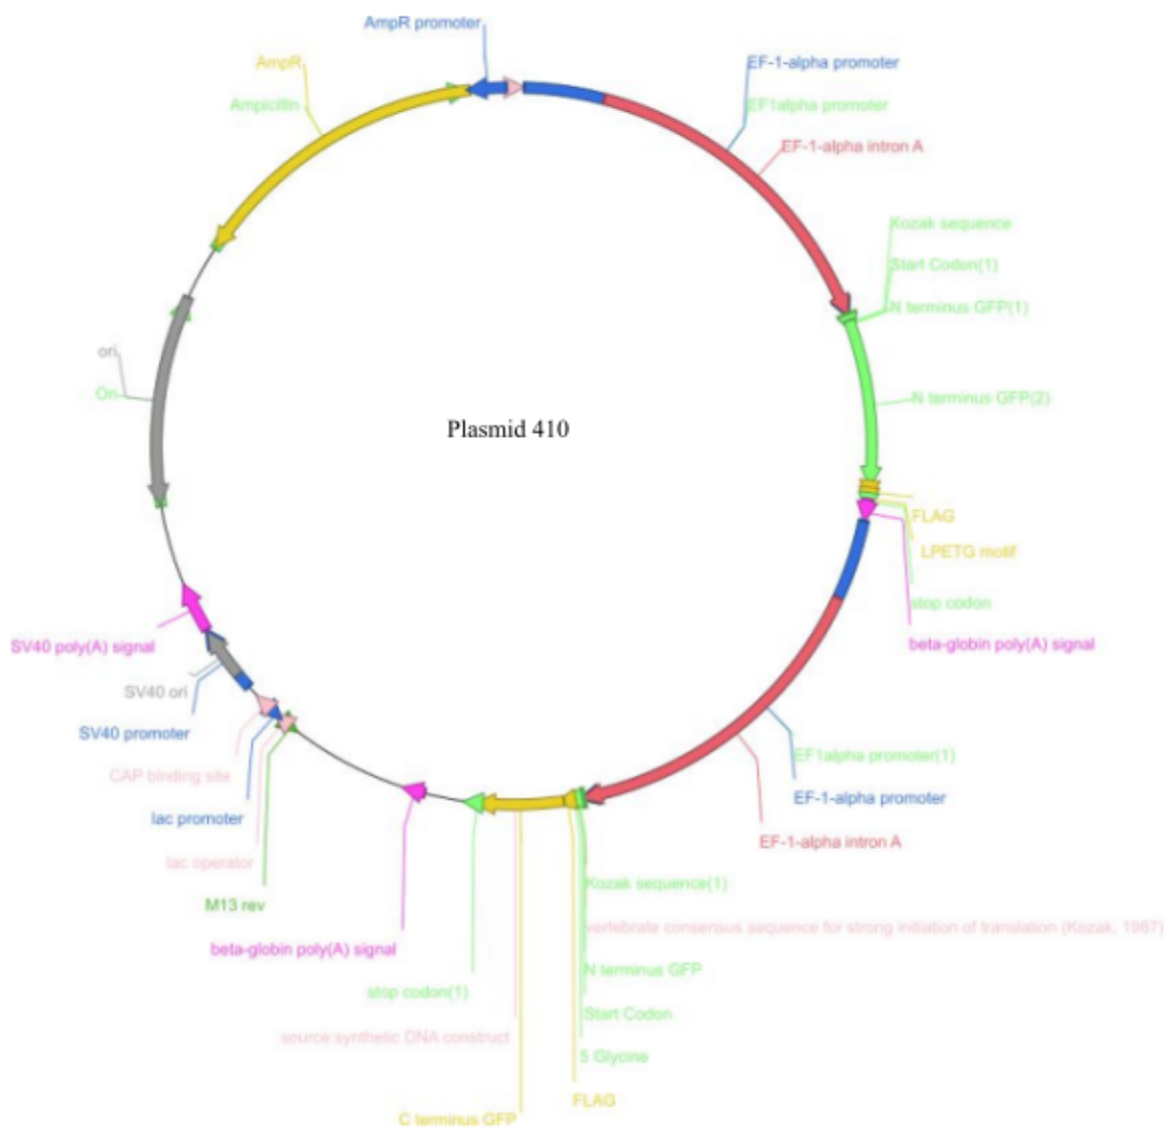 AmpR promoter
AmpR
Ampicillin
EF-1-alpha promoter
EF1alpha promoter
EF-1-alpha intron A
Kozak sequence
Start Codon(1)
N terminus GFP(1)
N terminus GFP(2)
ori
Ori
Plasmid 410
FLAG
LPETG motif
stop codon
beta-globin poly(A) signal
SV40 poly(A) signal
SV40 ori
SV40 promoter
CAP binding site
lac promoter
lac operator
M13 rev
beta-globin poly(A) signal
stop codon(1)
source:synthetic DNA construct
C terminus GFP
EF1alpha promoter(1)
EF-1-alpha promoter
EF-1-alpha intron A
Kozak sequence(1)
vertebrate consensus sequence for strong initiation of translation (Kozak, 1987)
N terminus GFP
Start Codon
5 Glycine
FLAG